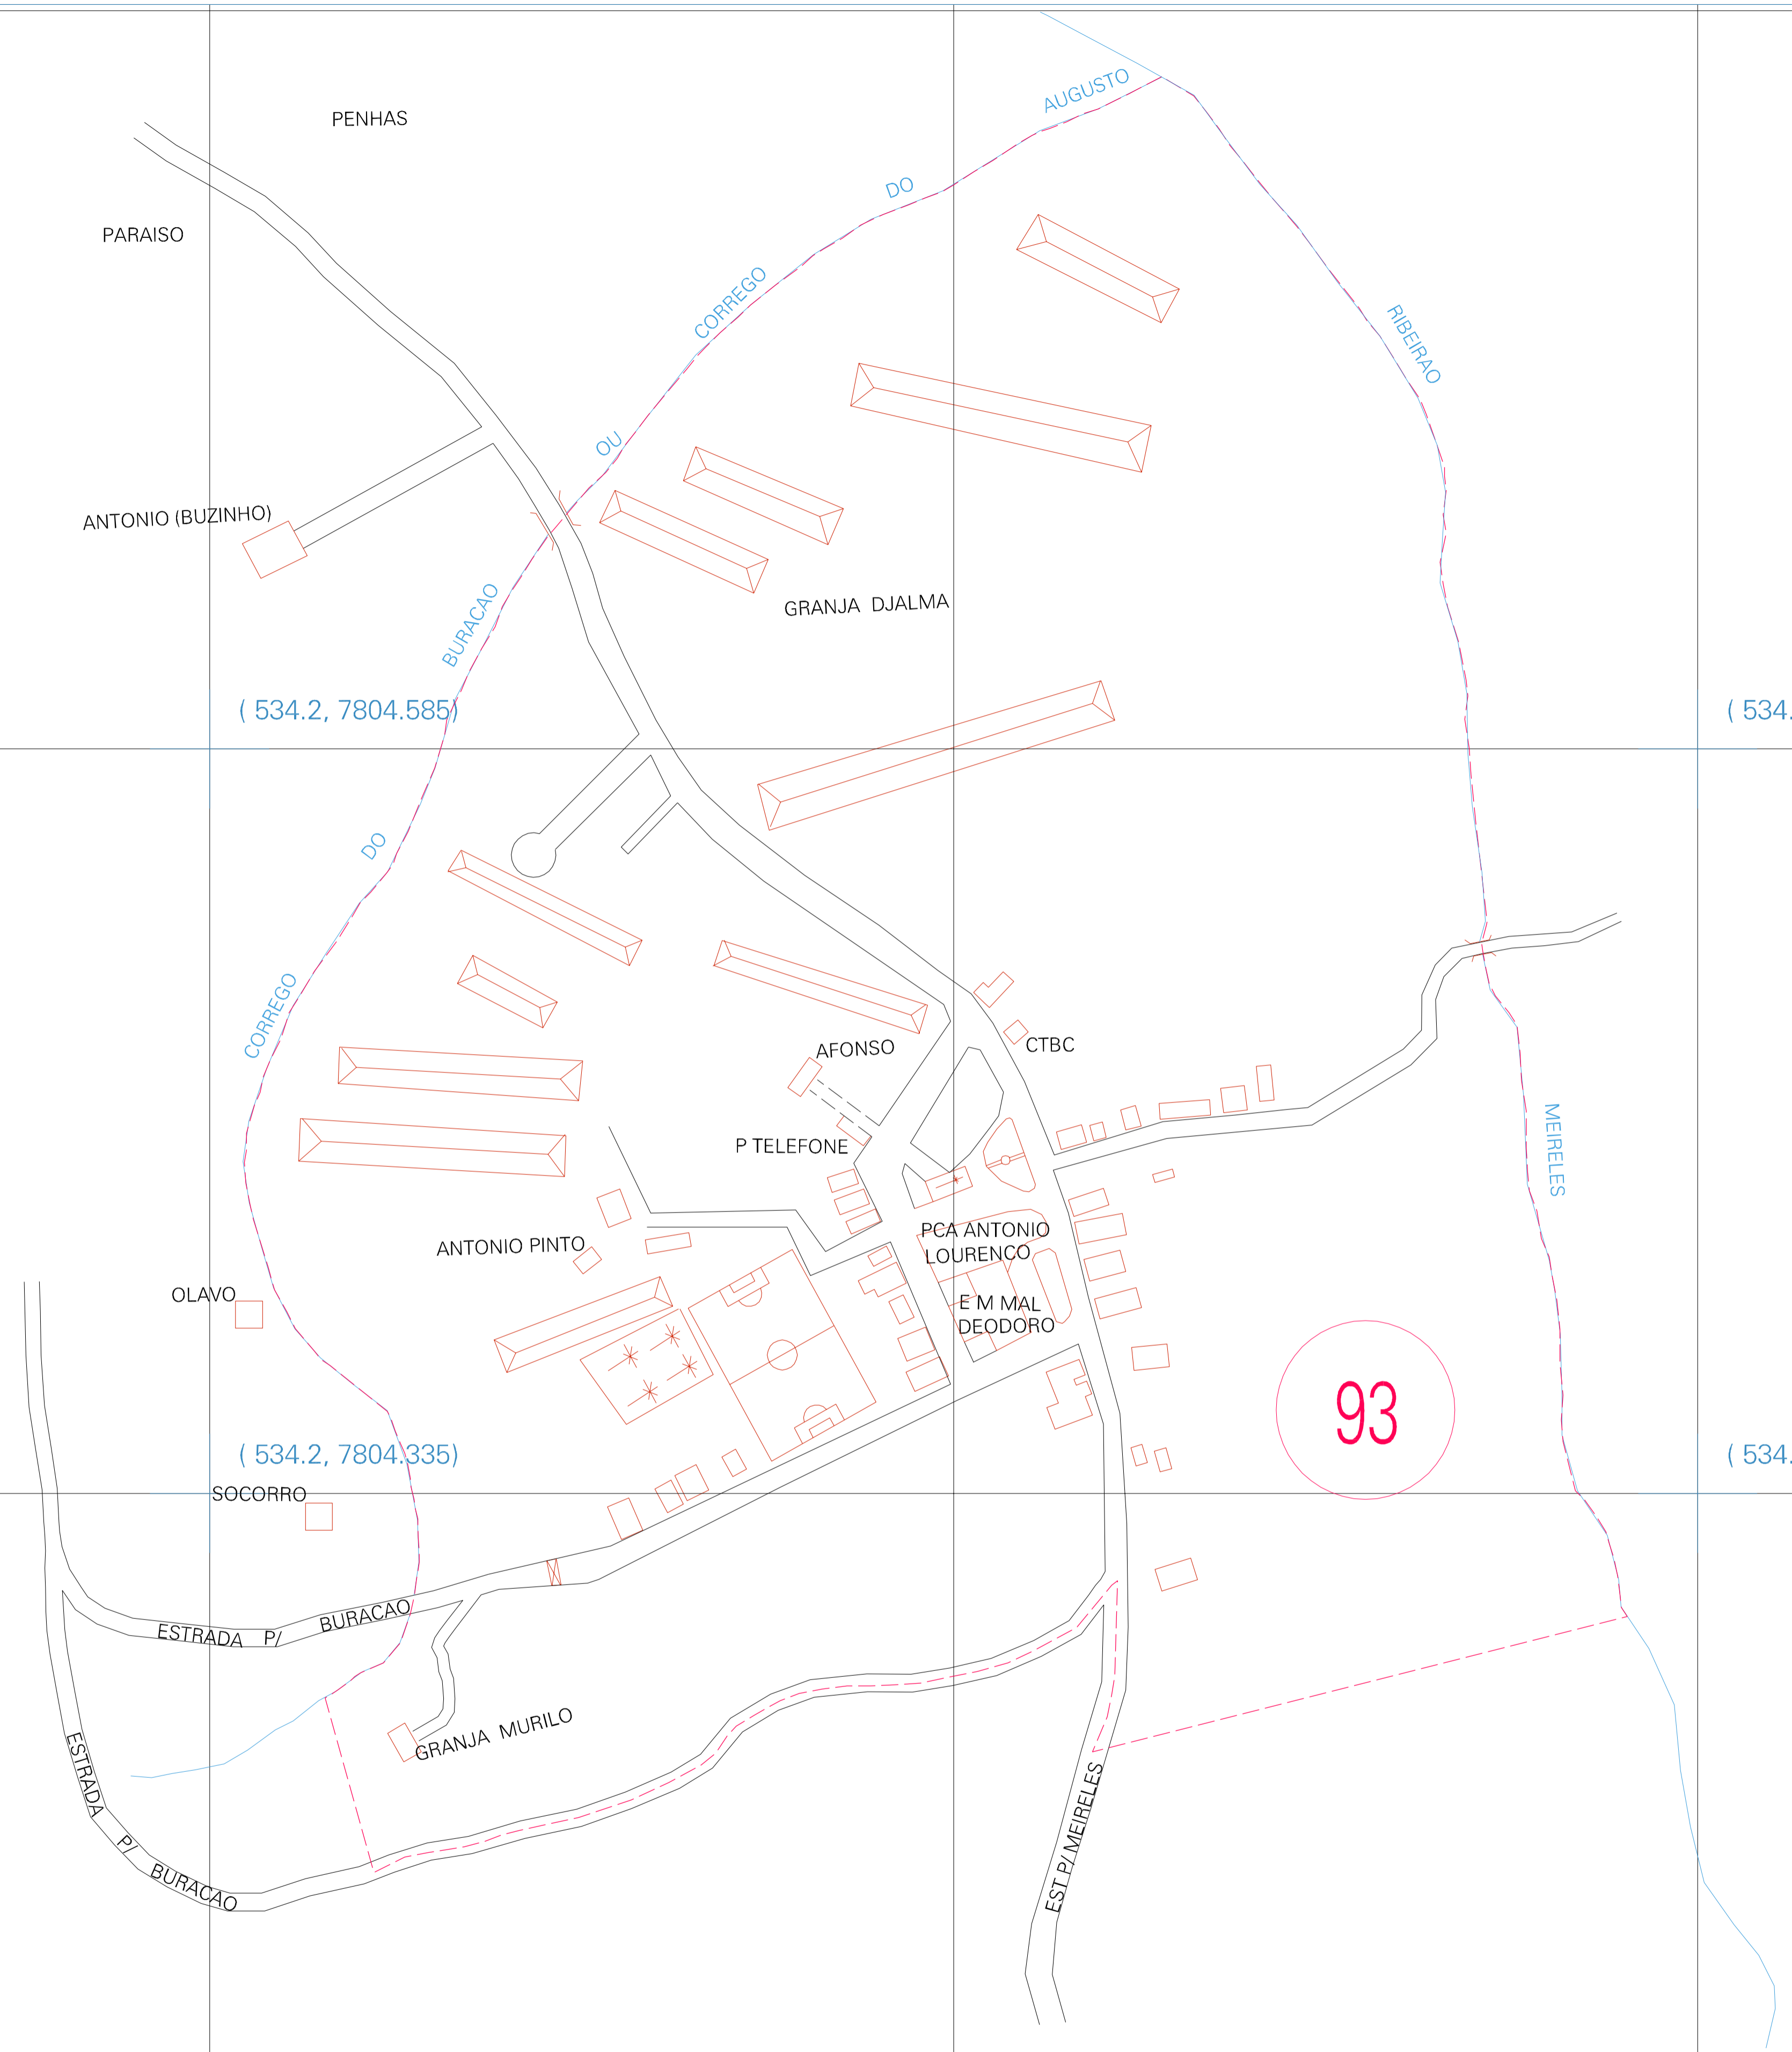 PENHAS
AUGUSTO
DO
PARAISO
CORREGO
RIBEIRAO
OU
ANTONIO (BUZINHO)
BURACAO
GRANJA DJALMA
( 534.2, 7804.585)
( 534.
DO
CORREGO
AFONSO
CTBC
P TELEFONE
MEIRELES
PCA ANTONIO
LOURENCO
ANTONIO PINTO
OLAVO
E M MAL
DEODORO
93
( 534.2, 7804.335)
( 534.
SOCORRO
ESTRADA P/ BURACAO
GRANJA MURILO
ESTRADA P/ BURACAO
EST P/ MEIRELES